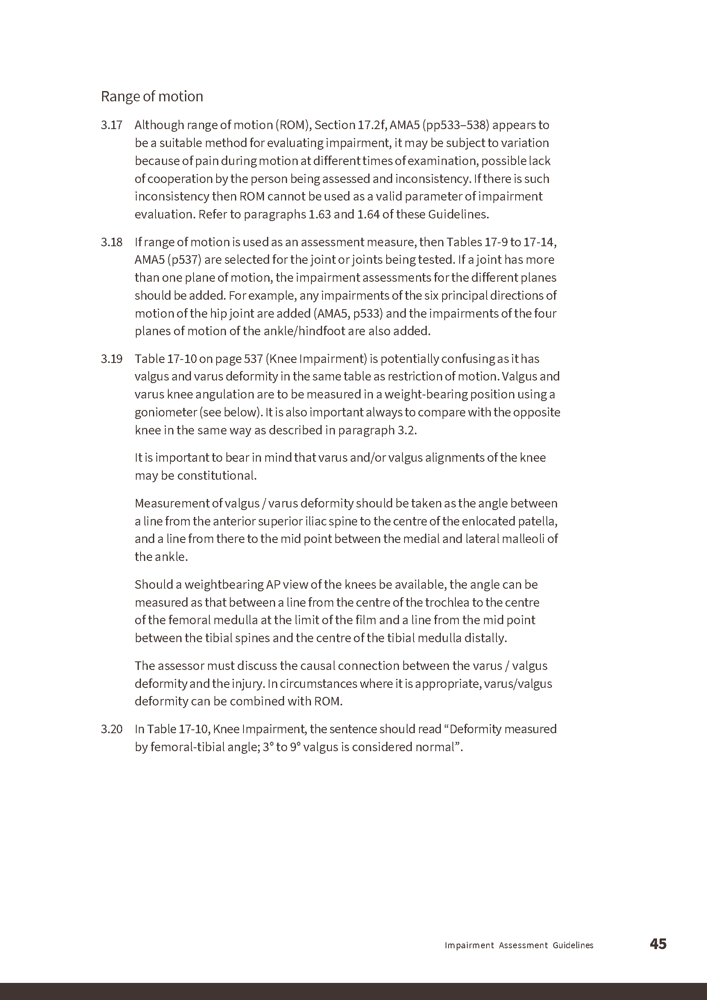 Range of motion
3.17 Although range of motion (ROM), Section 17.2f, AMA5 (pp533–538) appears to
be a suitable method for evaluating impairment, it may be subject to variation
because of pain during motion at different times of examination, possible lack
of cooperation by the person being assessed and inconsistency. If there is such
inconsistency then ROM cannot be used as a valid parameter of impairment
evaluation. Refer to paragraphs 1.63 and 1.64 of these Guidelines.
3.18 If range of motion is used as an assessment measure, then Tables 17-9 to 17-14,
AMA5 (p537) are selected for the joint or joints being tested. If a joint has more
than one plane of motion, the impairment assessments for the different planes
should be added. For example, any impairments of the six principal directions of
motion of the hip joint are added (AMA5, p533) and the impairments of the four
planes of motion of the ankle/hindfoot are also added.
3.19 Table 17-10 on page 537 (Knee Impairment) is potentially confusing as it has
valgus and varus deformity in the same table as restriction of motion. Valgus and
varus knee angulation are to be measured in a weight-bearing position using a
goniometer (see below). It is also important always to compare with the opposite
knee in the same way as described in paragraph 3.2.
It is important to bear in mind that varus and/or valgus alignments of the knee
may be constitutional.
Measurement of valgus / varus deformity should be taken as the angle between
a line from the anterior superior iliac spine to the centre of the enlocated patella,
and a line from there to the mid point between the medial and lateral malleoli of
the ankle.
Should a weightbearing AP view of the knees be available, the angle can be
measured as that between a line from the centre of the trochlea to the centre
of the femoral medulla at the limit of the film and a line from the mid point
between the tibial spines and the centre of the tibial medulla distally.
The assessor must discuss the causal connection between the varus / valgus
deformity and the injury. In circumstances where it is appropriate, varus/valgus
deformity can be combined with ROM.
3.20 In Table 17-10, Knee Impairment, the sentence should read “Deformity measured
by femoral-tibial angle; 3° to 9° valgus is considered normal”.
Impairment Assessment Guidelines 45